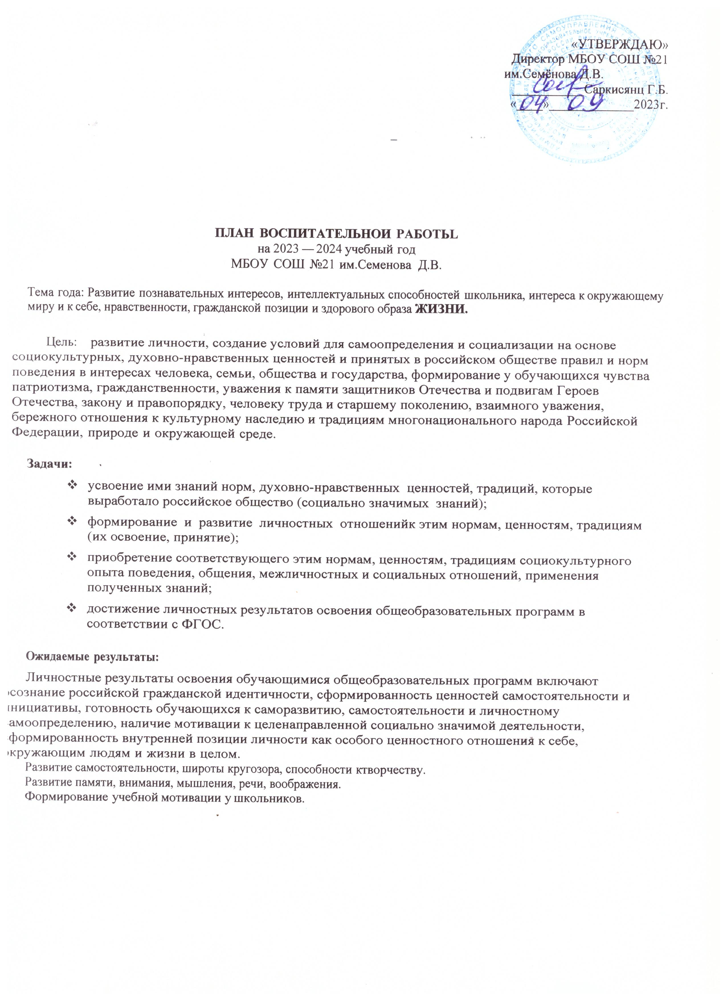 «УТВЕРЖДАЮ»
Директор МБОУ СОШ №21
им.Семёнова Д.В.
____________Саркисянц Г.Б.
«04»____09____2023г.
ПЛАН ВОСПИТАТЕЛЬНОИ РАБОТЫL
на 2023 — 2024 учебный год
МБОУ СОШ №21 им.Семенова Д.В.
Тема года: Развитие познавательных интересов, интеллектуальных способностей школьника, интереса к окружающему
миру и к себе, нравственности, гражданской позиции и здорового образа ЖИЗНИ.
Цель: развитие личности, создание условий для самоопределения и социализации на основе
социокультурных, духовно-нравственных ценностей и принятых в российском обществе правил и норм
поведения в интересах человека, семьи, общества и государства, формирование у обучающихся чувства
патриотизма, гражданственности, уважения к памяти защитников Отечества и подвигам Героев
Отечества, закону и правопорядку, человеку труда и старшему поколению, взаимного уважения,
бережного отношения к культурному наследию и традициям многонационального народа Российской
Федерации, природе и окружающей среде.
Задачи:
❖ усвоение ими знаний норм, духовно-нравственных ценностей, традиций, которые
выработало российское общество (социально значимых знаний);
❖ формирование и развитие личностных отношенийк этим нормам, ценностям, традициям
(их освоение, принятие);
❖ приобретение соответствующего этим нормам, ценностям, традициям социокультурного
опыта поведения, общения, межличностных и социальных отношений, применения
полученных знаний;
❖ достижение личностных результатов освоения общеобразовательных программ в
соответствии с ФГОС.
Ожидаемые результаты:
Личностные результаты освоения обучающимися общеобразовательных программ включают
осознание российской гражданской идентичности, сформированность ценностей самостоятельности и
инициативы, готовность обучающихся к саморазвитию, самостоятельности и личностному
амоопределению, наличие мотивации к целенаправленной социально значимой деятельности,
формированность внутренней позиции личности как особого ценностного отношения к себе,
окружающим людям и жизни в целом.
Развитие самостоятельности, широты кругозора, способности ктворчеству.
Развитие памяти, внимания, мышления, речи, воображения.
Формирование учебной мотивации у школьников.